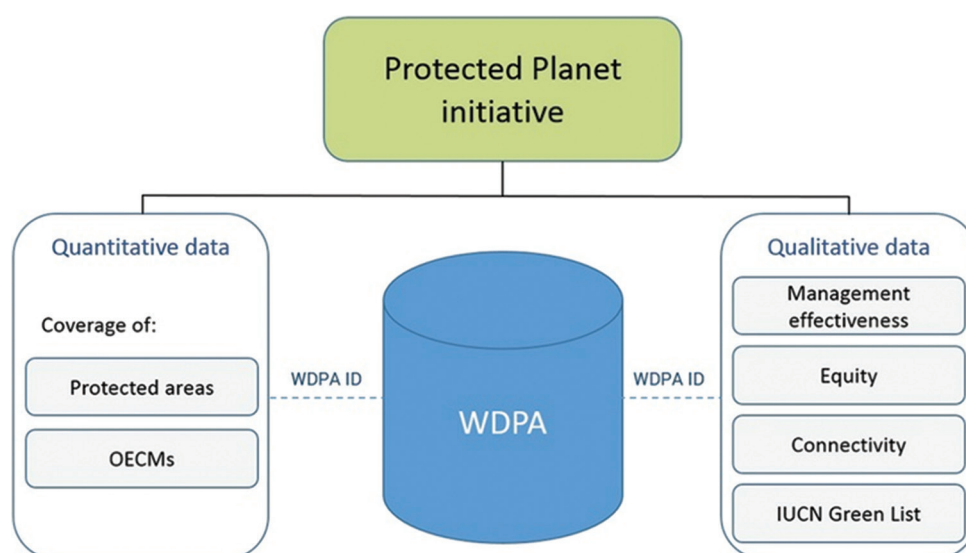 Protected Planet
initiative
Quantitative data
Coverage of:
Protected areas
OECMs
WDPA ID
WDPA
WDPA ID
Qualitative data
Management
effectiveness
Equity
Connectivity
IUCN Green List